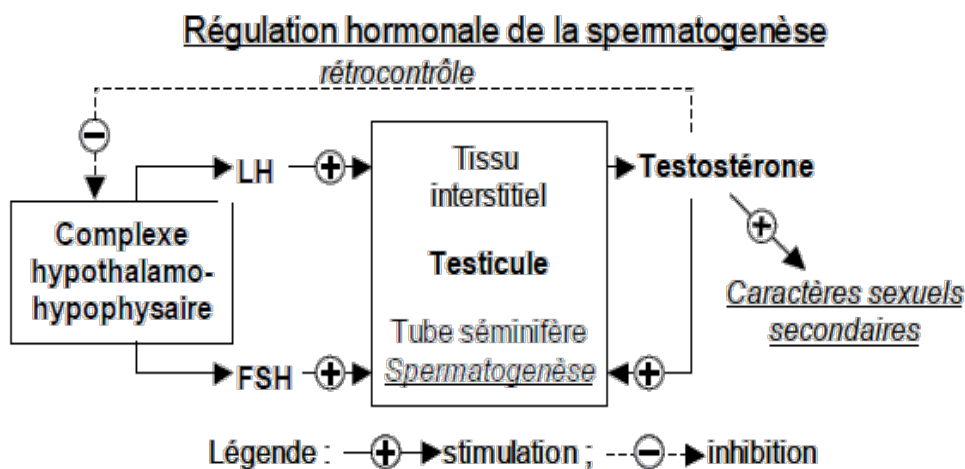 Régulation hormonale de la spermatogenèse
rétrocontrôle
LH
Tissu
interstitiel
Testostérone
Complexe
hypothalamo-
hypophysaire
Testicule
Caractères sexuels
secondaires
Tube séminifère
FSH
Spermatogenèse
Légende : + stimulation ; - inhibition